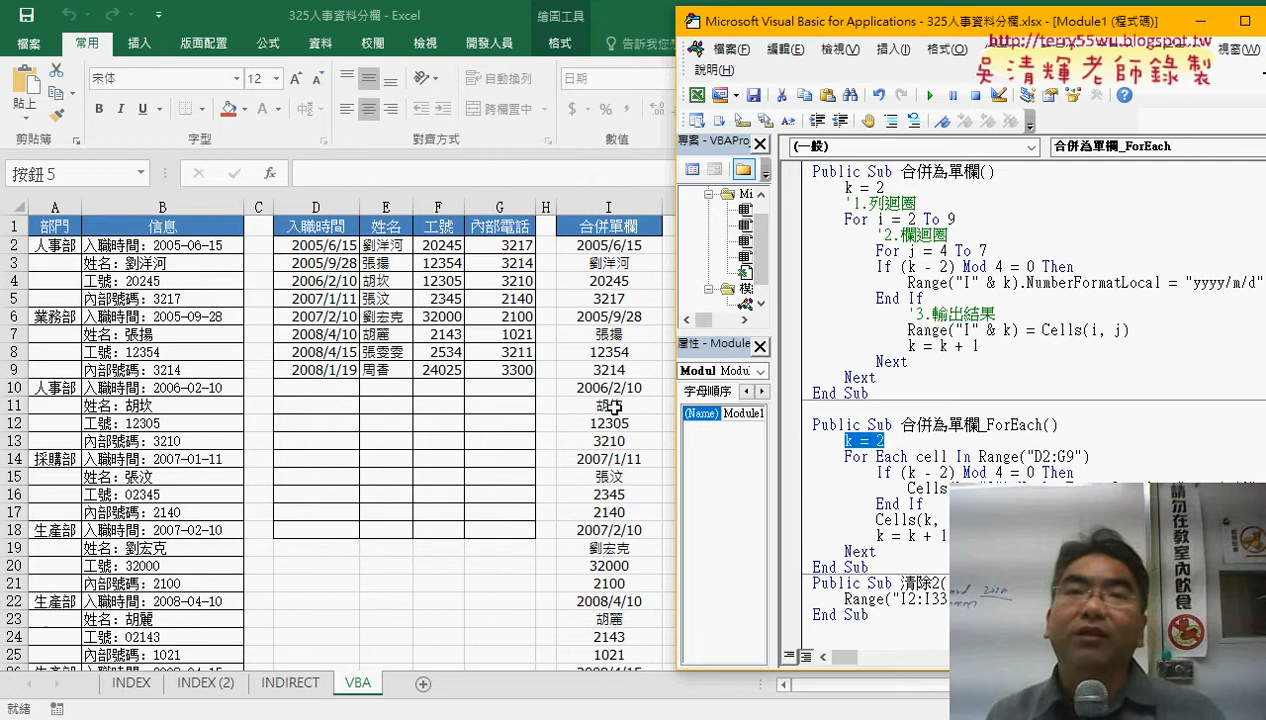 325人事資料分欄 - Excel
繪圖工具
檔案 常用 插入 版面配置 公式 資料 校閱 檢視 開發人員 格式 告訴我您
宋体 12 自動換列 日期
貼上 B I U 跨欄置中 $ % ,
剪貼簿 字型 對齊方式 數值
按鈕 5 fx
A B C D E F G H I
1 部門 信息 入職時間 姓名 工號 內部電話 合併單欄
2 人事部 入職時間：2005-06-15 2005/6/15 劉洋河 20245 3217 2005/6/15
3 姓名：劉洋河 2005/9/28 張揚 12354 3214 劉洋河
4 工號：20245 2006/2/10 胡坎 12305 3210 20245
5 內部號碼：3217 2007/1/11 張汶 2345 2140 3217
6 業務部 入職時間：2005-09-28 2007/2/10 劉宏克 32000 2100 2005/9/28
7 姓名：張揚 2008/4/10 胡麗 2143 1021 張揚
8 工號：12354 2008/4/15 張雯雯 2534 3211 12354
9 內部號碼：3214 2008/1/19 周香 24025 3300 3214
10 人事部 入職時間：2006-02-10 2006/2/10
11 姓名：胡坎 胡
12 工號：12305 12305
13 內部號碼：3210 3210
14 採購部 入職時間：2007-01-11 2007/1/11
15 姓名：張汶 張汶
16 工號：02345 2345
17 內部號碼：2140 2140
18 生產部 入職時間：2007-02-10 2007/2/10
19 姓名：劉宏克 劉宏克
20 工號：32000 32000
21 內部號碼：2100 2100
22 生產部 入職時間：2008-04-10 2008/4/10
23 姓名：胡麗 胡麗
24 工號：02143 2143
25 內部號碼：1021 1021
INDEX INDEX (2) INDIRECT VBA
就緒
Microsoft Visual Basic for Applications - 325人事資料分欄.xlsx - [Module1 (程式碼)]
檔案(F) 編輯(E) 檢視(V) 插入(I) 格式(O) 視窗(W)
說明(H)
http://terry55wu.blogspot.tw
吳清輝老師錄製
專案 - VBAPro
Mi
模
屬性 - Module
Modul Modu
字母順序
(Name) Module1
(一般) 合併為單欄_ForEach
Public Sub 合併為單欄()
k = 2
'1.列迴圈
For i = 2 To 9
'2.欄迴圈
For j = 4 To 7
If (k - 2) Mod 4 = 0 Then
Range("I" & k).NumberFormatLocal = "yyyy/m/d"
End If
'3.輸出結果
Range("I" & k) = Cells(i, j)
k = k + 1
Next
Next
End Sub
Public Sub 合併為單欄_ForEach()
k = 2
For Each cell In Range("D2:G9")
If (k - 2) Mod 4 = 0 Then
Cells
End If
Cells(k,
k = k + 1
Next
End Sub
Public Sub 清除2(
Range("I2:I33
End Sub
請勿在教室內飲食